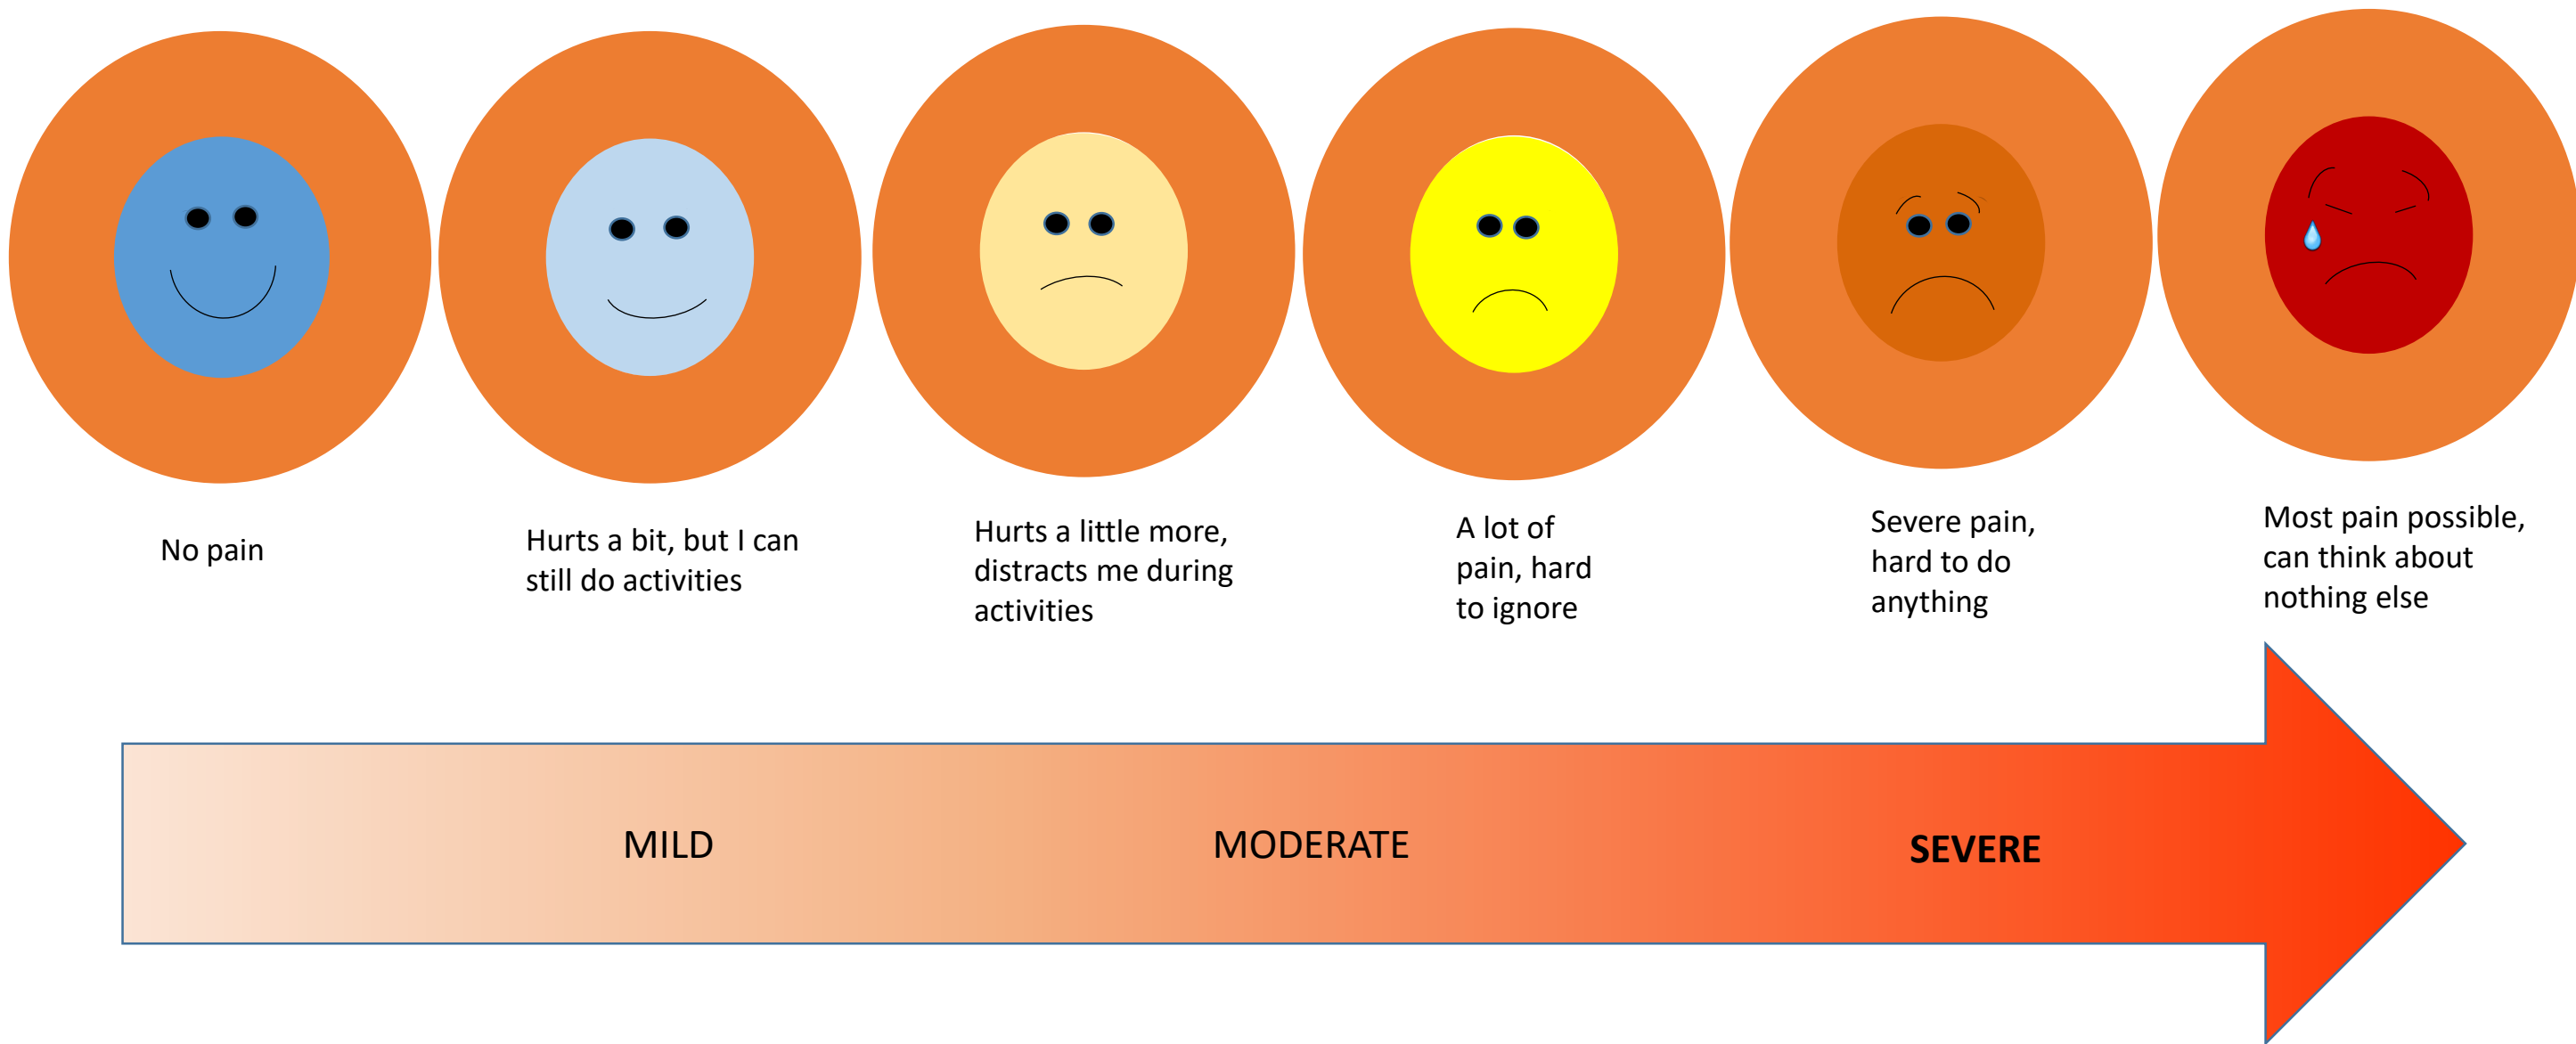 No pain
Hurts a bit, but I can
still do activities
Hurts a little more,
distracts me during
activities
A lot of
pain, hard
to ignore
Severe pain,
hard to do
anything
Most pain possible,
can think about
nothing else
MILD
MODERATE
SEVERE